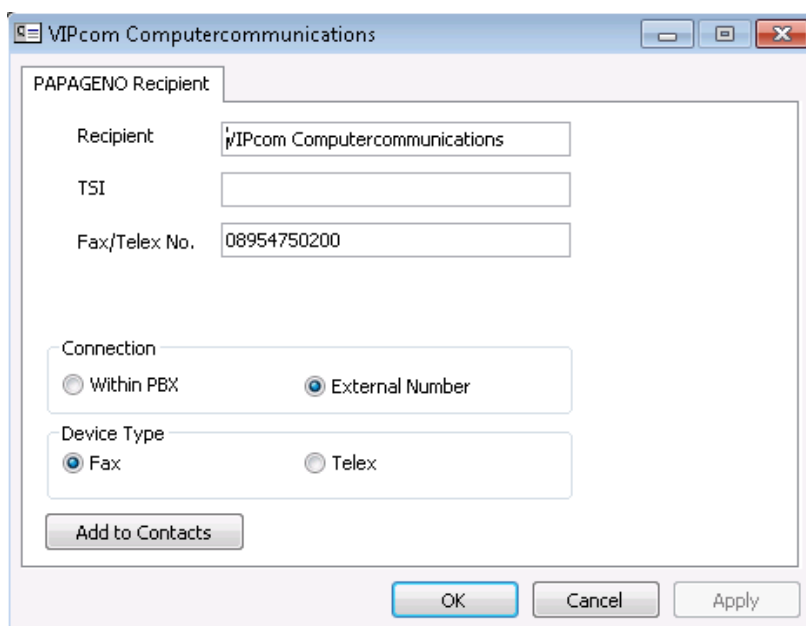 VIPcom Computercommunications
PAPAGENO Recipient
Recipient VIPcom Computercommunications
TSI
Fax/Telex No. 08954750200
Connection
Within PBX External Number
Device Type
Fax Telex
Add to Contacts
OK Cancel Apply